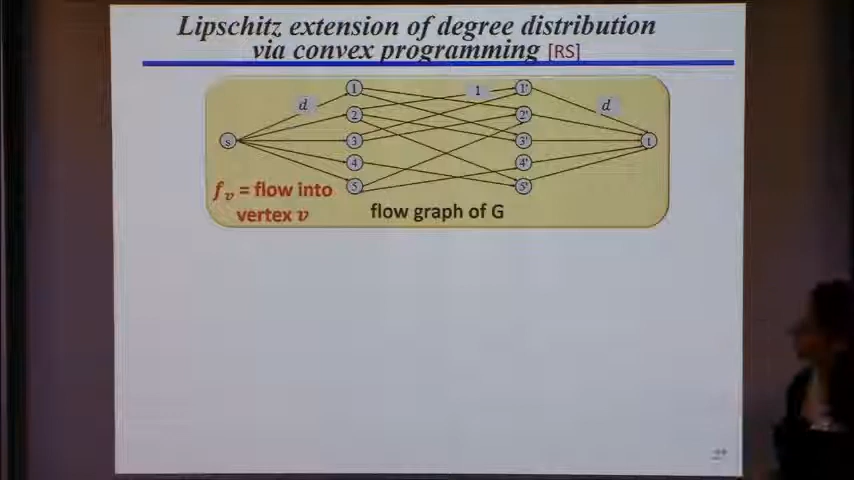 Lipschitz extension of degree distribution
via convex programming [RS]
d
1
d
s
1
2
3
4
5
1'
2'
3'
4'
5'
t
f_v = flow into
vertex v
flow graph of G